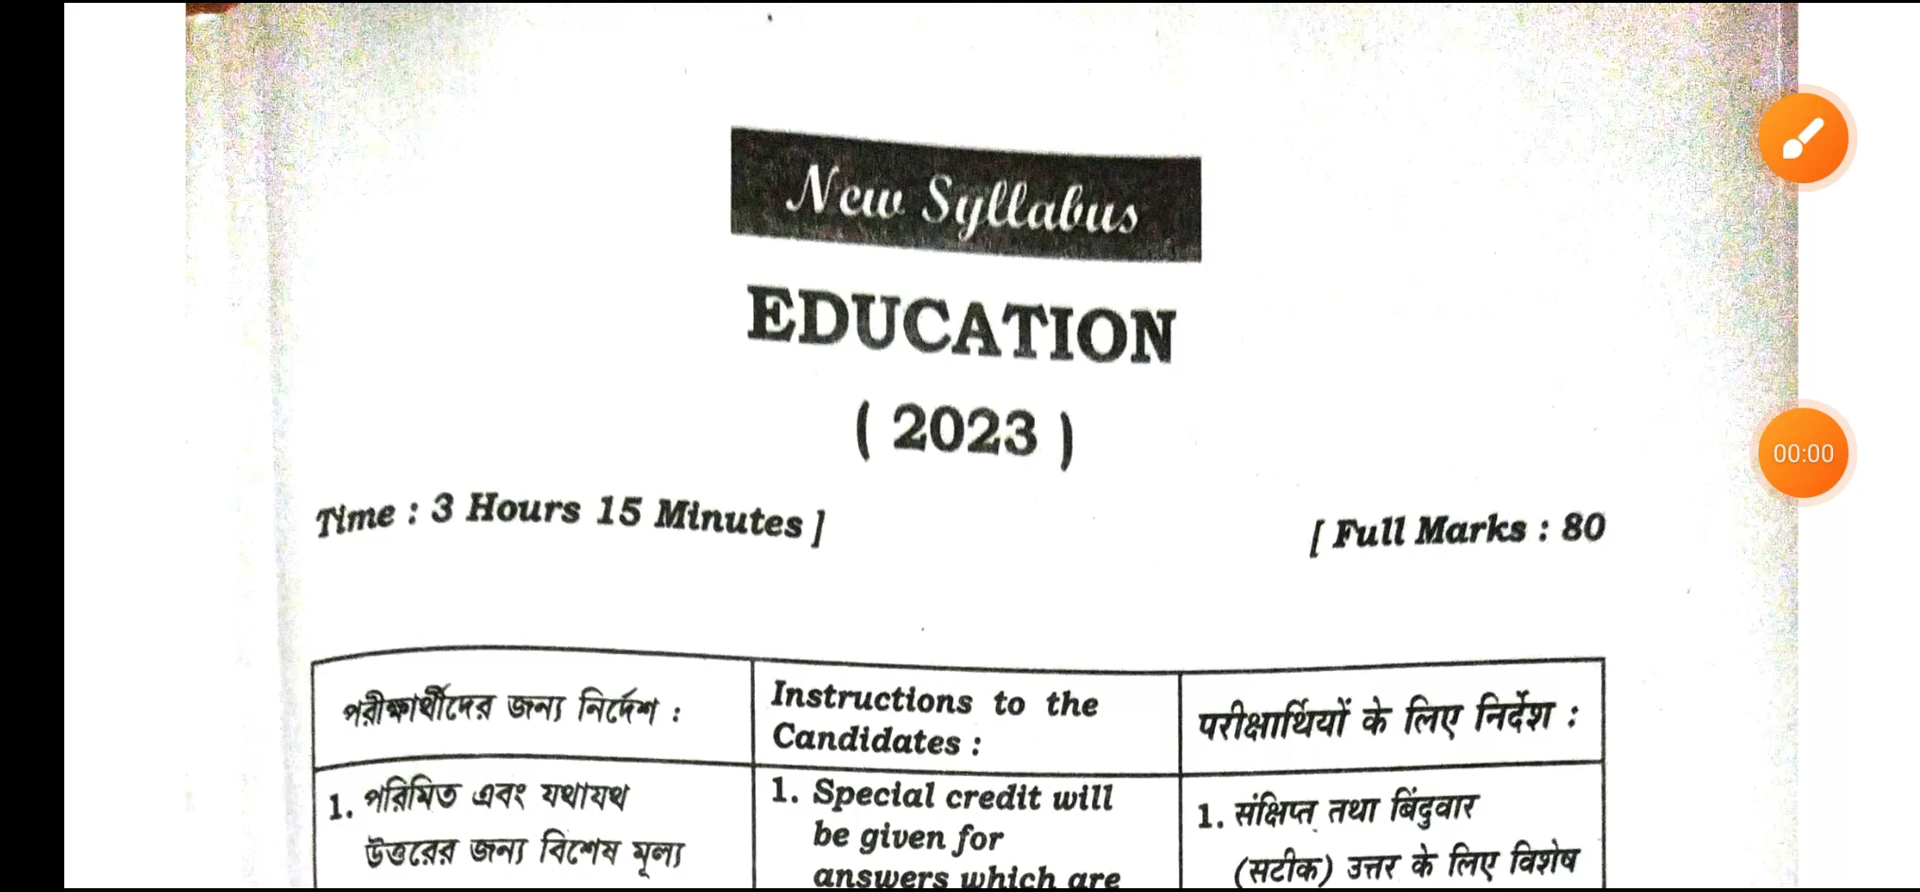 New Syllabus
EDUCATION
( 2023 )
Time : 3 Hours 15 Minutes ]
[ Full Marks : 80
পরীক্ষার্থীদের জন্য নির্দেশ :
Instructions to the
Candidates :
परीक्षार्थियों के लिए निर्देश :
1. পরিমিত এবং যথাযথ
উত্তরের জন্য বিশেষ মূল্য
1. Special credit will
be given for
answers which are
1. संक्षिप्त तथा बिंदुवार
(सटीक) उत्तर के लिए विशेष
00:00